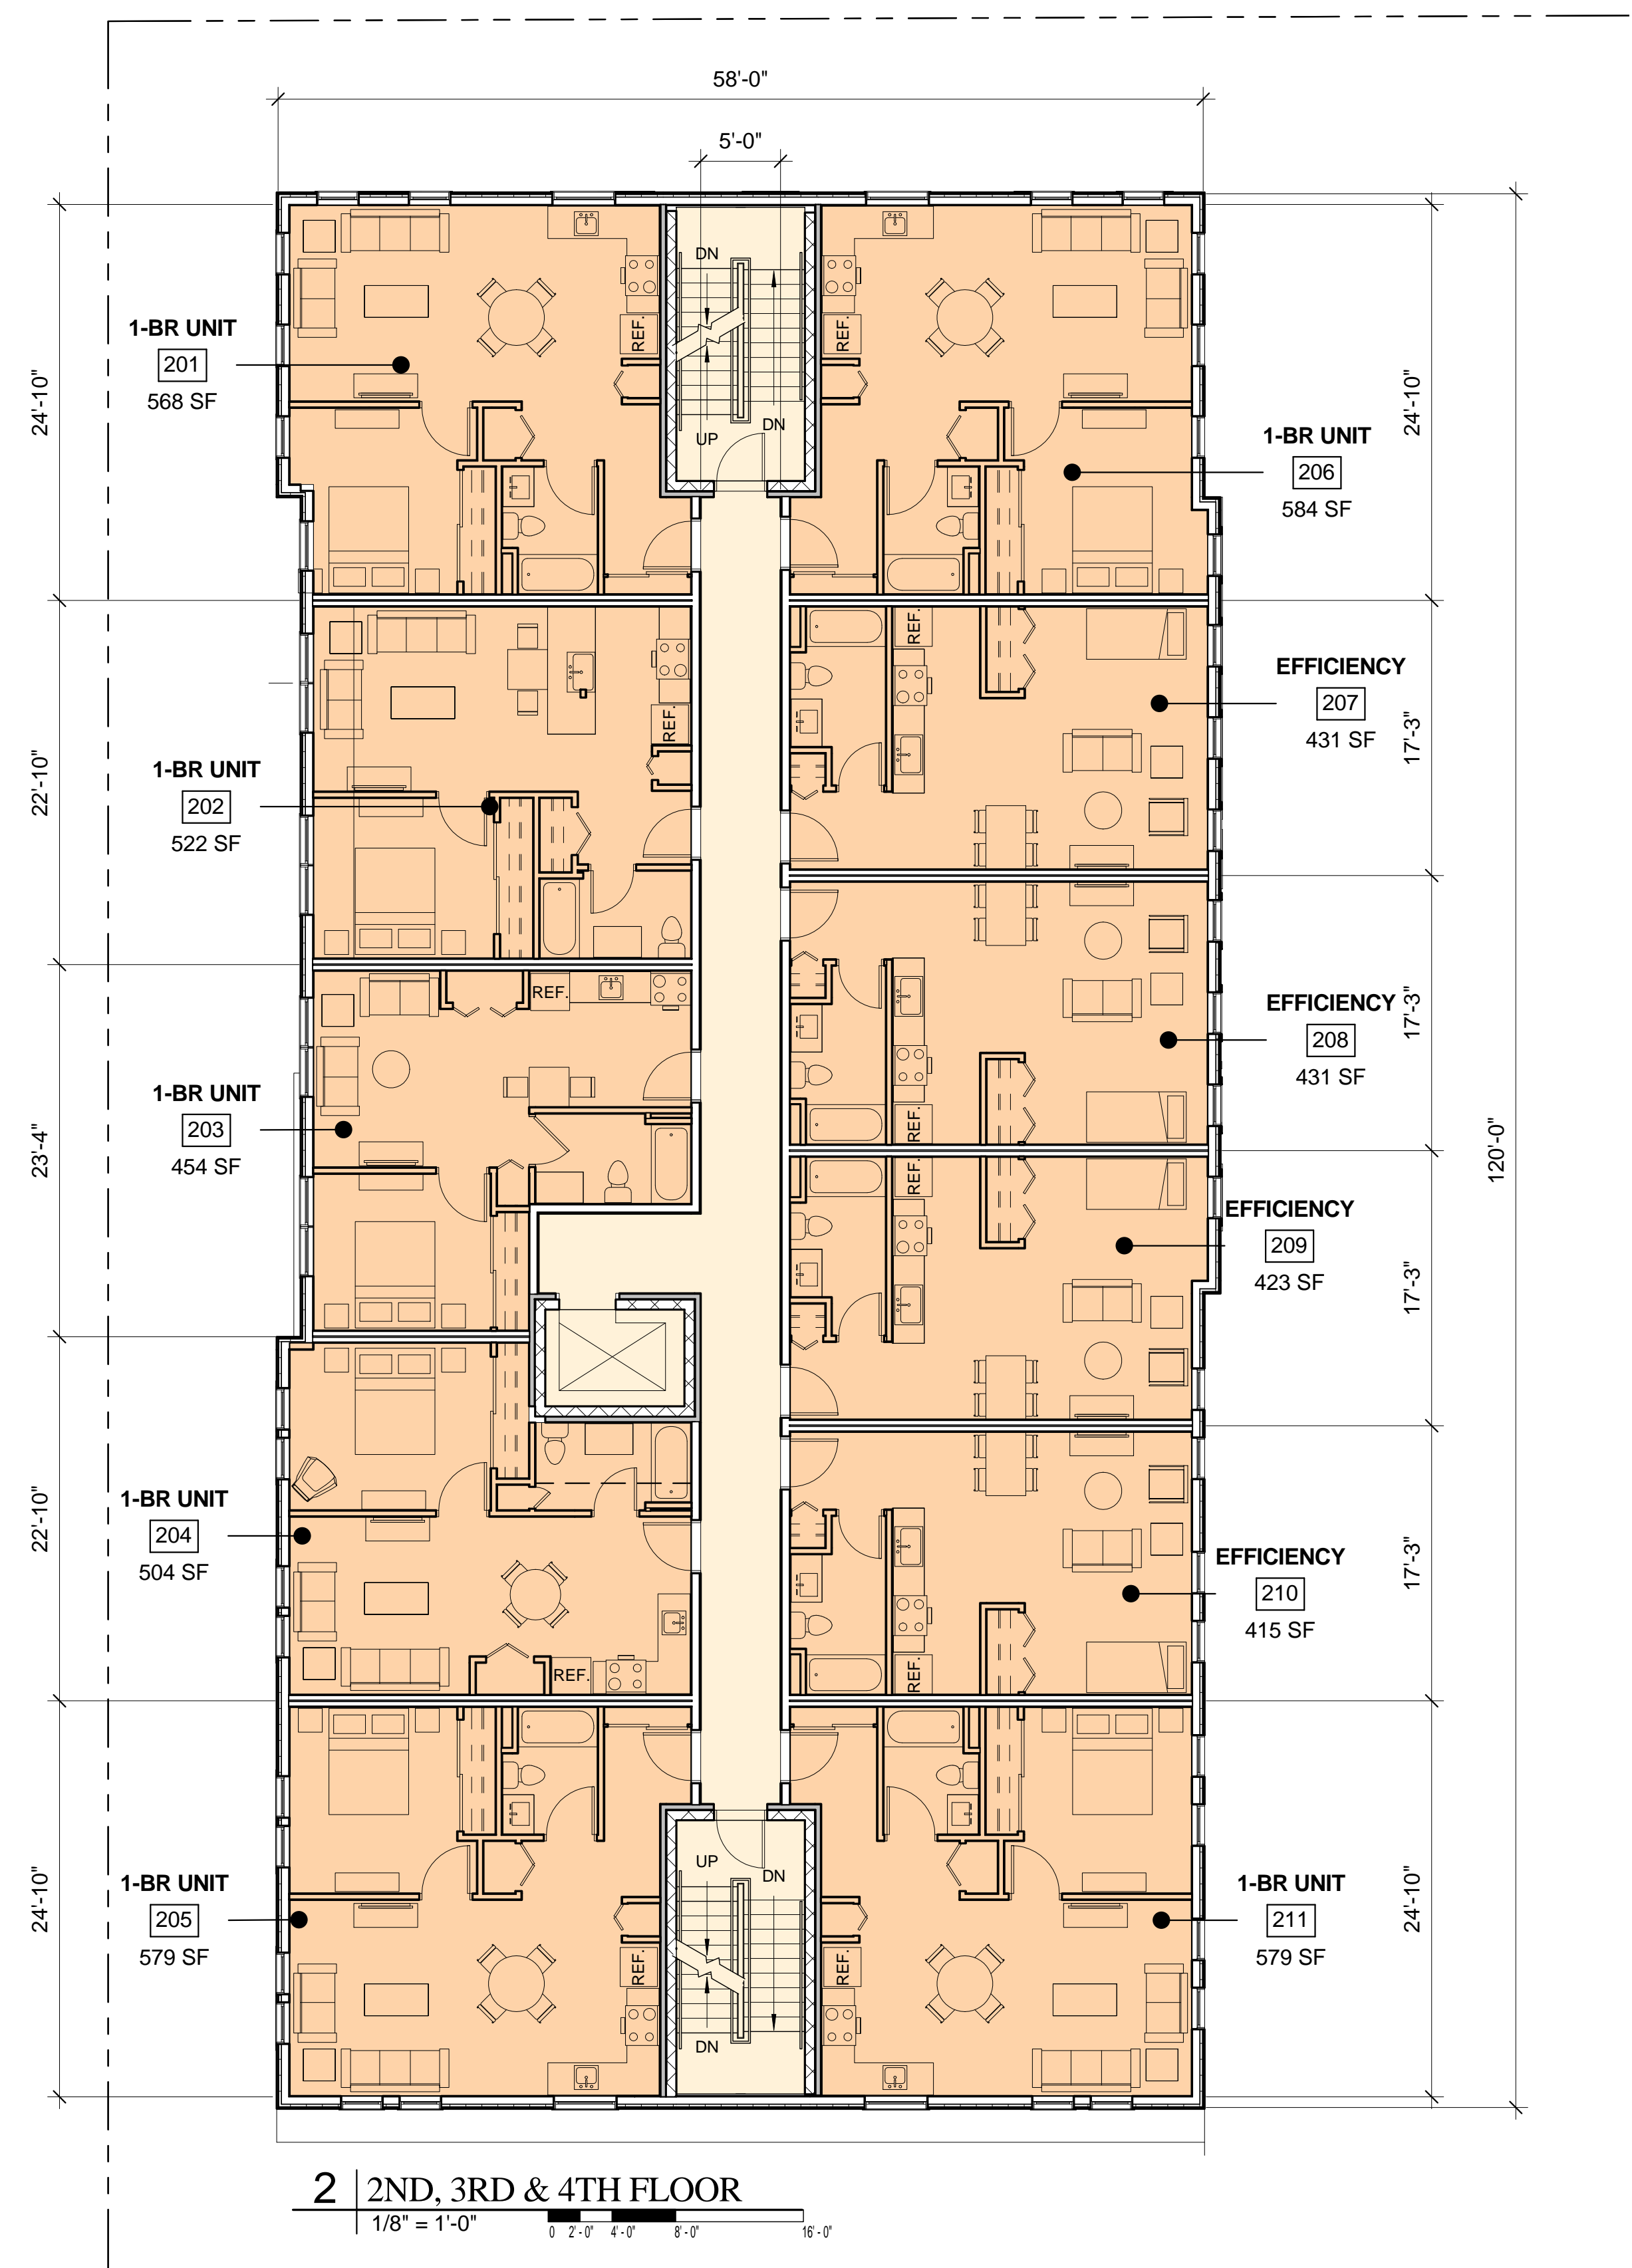 58'-0"
5'-0"
DN
UP
DN
REF.
REF.
1-BR UNIT
201
568 SF
24'-10"
24'-10"
1-BR UNIT
206
584 SF
REF.
REF.
EFFICIENCY
207
431 SF
17'-3"
1-BR UNIT
202
522 SF
22'-10"
REF.
EFFICIENCY
208
431 SF
17'-3"
REF.
1-BR UNIT
203
454 SF
23'-4"
120'-0"
REF.
EFFICIENCY
209
423 SF
17'-3"
1-BR UNIT
204
504 SF
22'-10"
REF.
EFFICIENCY
210
415 SF
17'-3"
REF.
UP
DN
DN
REF.
REF.
1-BR UNIT
205
579 SF
24'-10"
1-BR UNIT
211
579 SF
24'-10"
2 2ND, 3RD & 4TH FLOOR
1/8" = 1'-0"
0 2'-0" 4'-0" 8'-0" 16'-0"